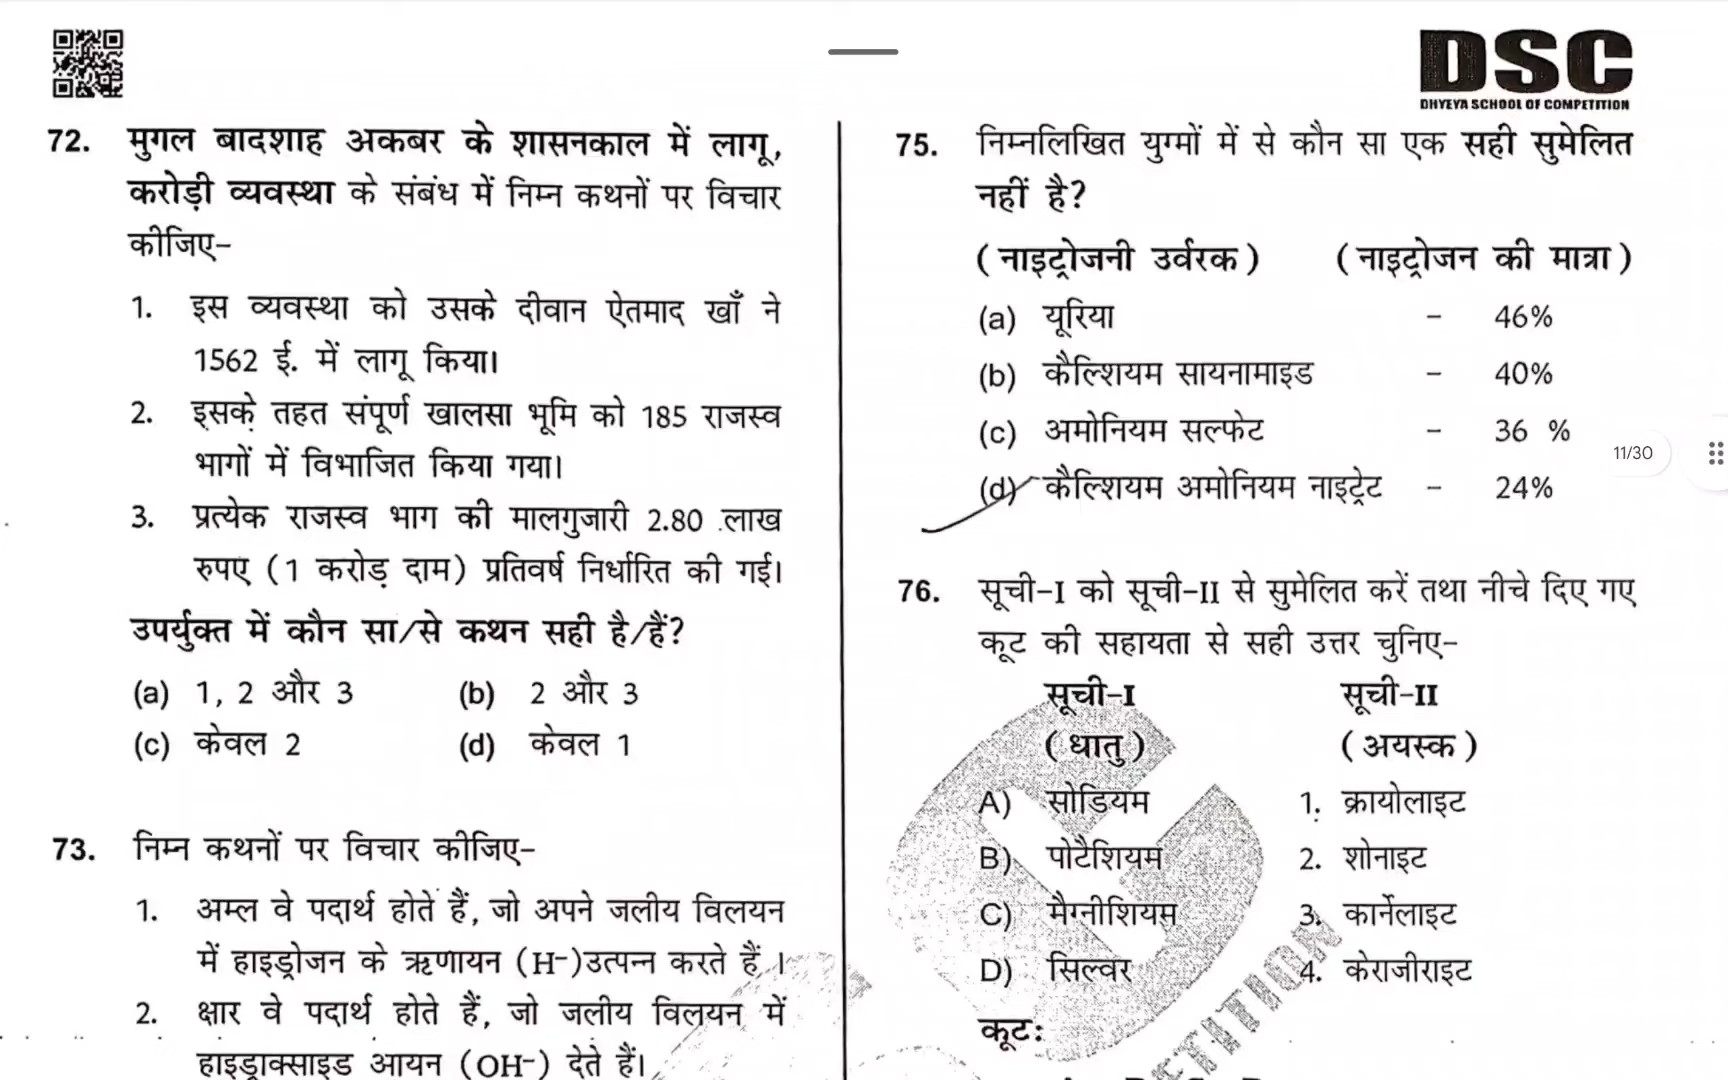 DSC
DHYEYA SCHOOL OF COMPETITION
72. मुगल बादशाह अकबर के शासनकाल में लागू,
करोड़ी व्यवस्था के संबंध में निम्न कथनों पर विचार
कीजिए-
1. इस व्यवस्था को उसके दीवान ऐतमाद खाँ ने
1562 ई. में लागू किया।
2. इसके तहत संपूर्ण खालसा भूमि को 185 राजस्व
भागों में विभाजित किया गया।
3. प्रत्येक राजस्व भाग की मालगुजारी 2.80 लाख
रुपए (1 करोड़ दाम) प्रतिवर्ष निर्धारित की गई।
उपर्युक्त में कौन सा/से कथन सही है/हैं?
(a) 1, 2 और 3 (b) 2 और 3
(c) केवल 2 (d) केवल 1
73. निम्न कथनों पर विचार कीजिए-
1. अम्ल वे पदार्थ होते हैं, जो अपने जलीय विलयन
में हाइड्रोजन के ऋणायन (H⁻)उत्पन्न करते हैं ।
2. क्षार वे पदार्थ होते हैं, जो जलीय विलयन में
हाइड्राक्साइड आयन (OH⁻) देते हैं।
75. निम्नलिखित युग्मों में से कौन सा एक सही सुमेलित
नहीं है?
(नाइट्रोजनी उर्वरक) (नाइट्रोजन की मात्रा)
(a) यूरिया - 46%
(b) कैल्शियम सायनामाइड - 40%
(c) अमोनियम सल्फेट - 36 %
(d) कैल्शियम अमोनियम नाइट्रेट - 24%
11/30
76. सूची-I को सूची-II से सुमेलित करें तथा नीचे दिए गए
कूट की सहायता से सही उत्तर चुनिए-
सूची-I सूची-II
(धातु) (अयस्क)
A) सोडियम 1. क्रायोलाइट
B) पोटैशियम 2. शोनाइट
C) मैग्नीशियम 3. कार्नेलाइट
D) सिल्वर 4. केराजीराइट
कूट: